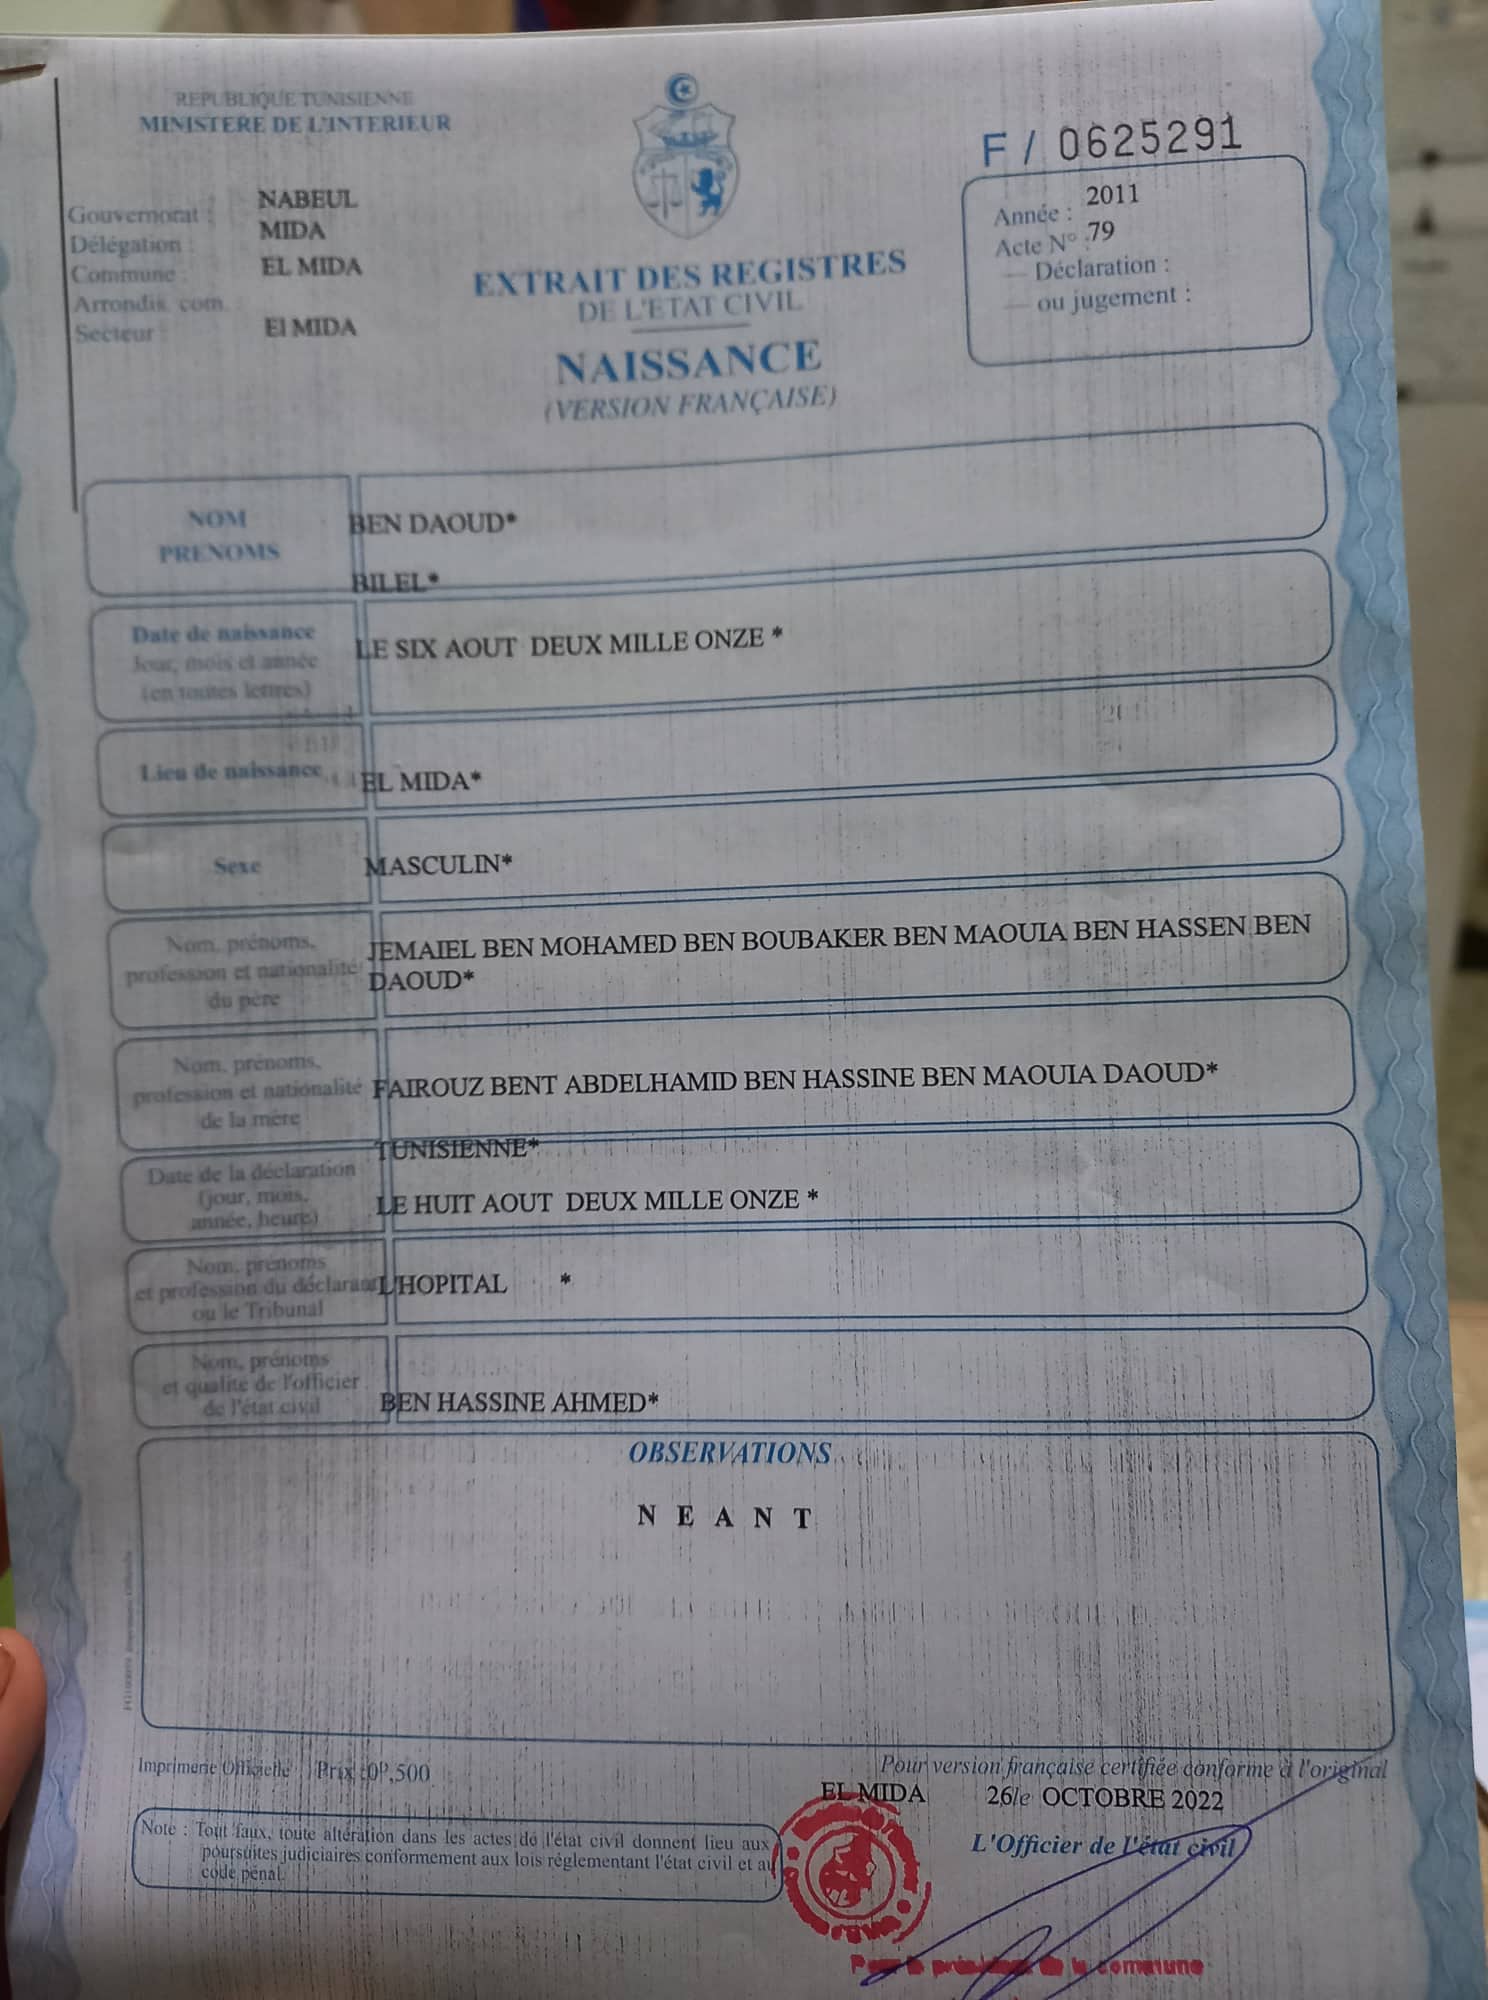 REPUBLIQUE TUNISIENNE
MINISTERE DE L'INTERIEUR
Gouvernorat : NABEUL
Délégation : MIDA
Commune : EL MIDA
Arrondis. com. :
Secteur : El MIDA
EXTRAIT DES REGISTRES
DE L'ETAT CIVIL
NAISSANCE
(VERSION FRANÇAISE)
F / 0625291
Année : 2011
Acte N° : 79
— Déclaration :
— ou jugement :
NOM BEN DAOUD*
PRENOMS BILEL*
Date de naissance
Jour, mois et année LE SIX AOUT DEUX MILLE ONZE *
(en toutes lettres)
Lieu de naissance EL MIDA*
Sexe MASCULIN*
Nom, prénoms, JEMAIEL BEN MOHAMED BEN BOUBAKER BEN MAOUIA BEN HASSEN BEN
profession et nationalité DAOUD*
du père
Nom, prénoms,
profession et nationalité FAIROUZ BENT ABDELHAMID BEN HASSINE BEN MAOUIA DAOUD*
de la mère
TUNISIENNE*
Date de la déclaration
(jour, mois, LE HUIT AOUT DEUX MILLE ONZE *
année, heure)
Nom, prénoms
et profession du déclarant L'HOPITAL *
ou le Tribunal
Nom, prénoms
et qualité de l'officier
de l'état civil BEN HASSINE AHMED*
OBSERVATIONS
N E A N T
Imprimerie Officielle Prix : 0D,500
Pour version française certifiée conforme à l'original
EL MIDA 26 le OCTOBRE 2022
L'Officier de l'état civil
Note : Tout faux, toute altération dans les actes de l'état civil donnent lieu aux
poursuites judiciaires conformement aux lois réglementant l'état civil et au
code pénal.
Pour le président de la commune